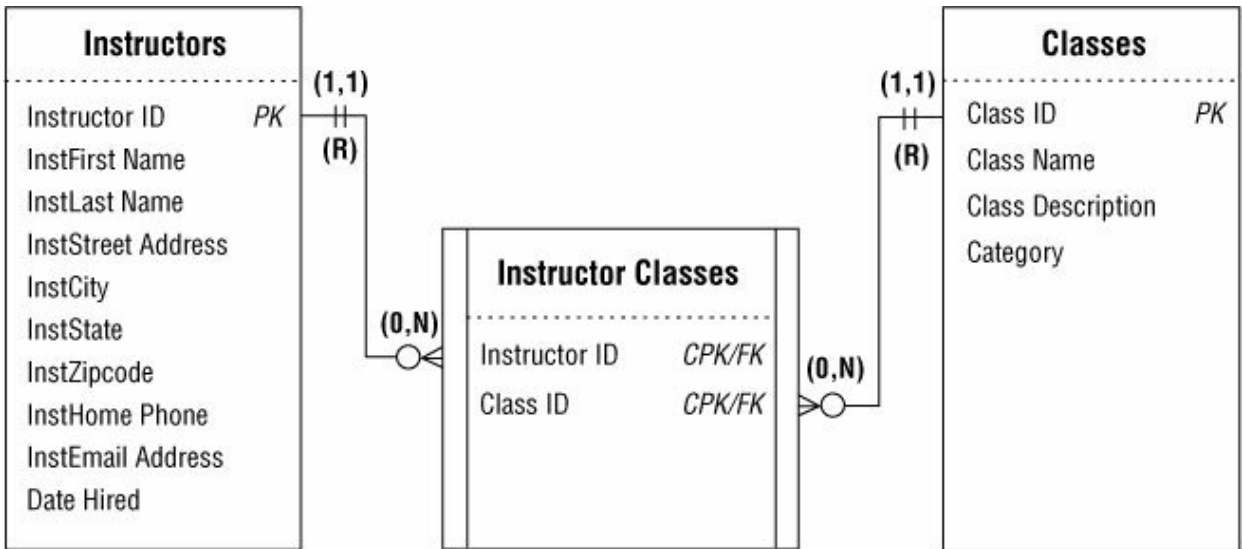 Instructors
Instructor ID PK
InstFirst Name
InstLast Name
InstStreet Address
InstCity
InstState
InstZipcode
InstHome Phone
InstEmail Address
Date Hired
(1,1)
(R)
(0,N)
Instructor Classes
Instructor ID CPK/FK
Class ID CPK/FK
(0,N)
(1,1)
(R)
Classes
Class ID PK
Class Name
Class Description
Category